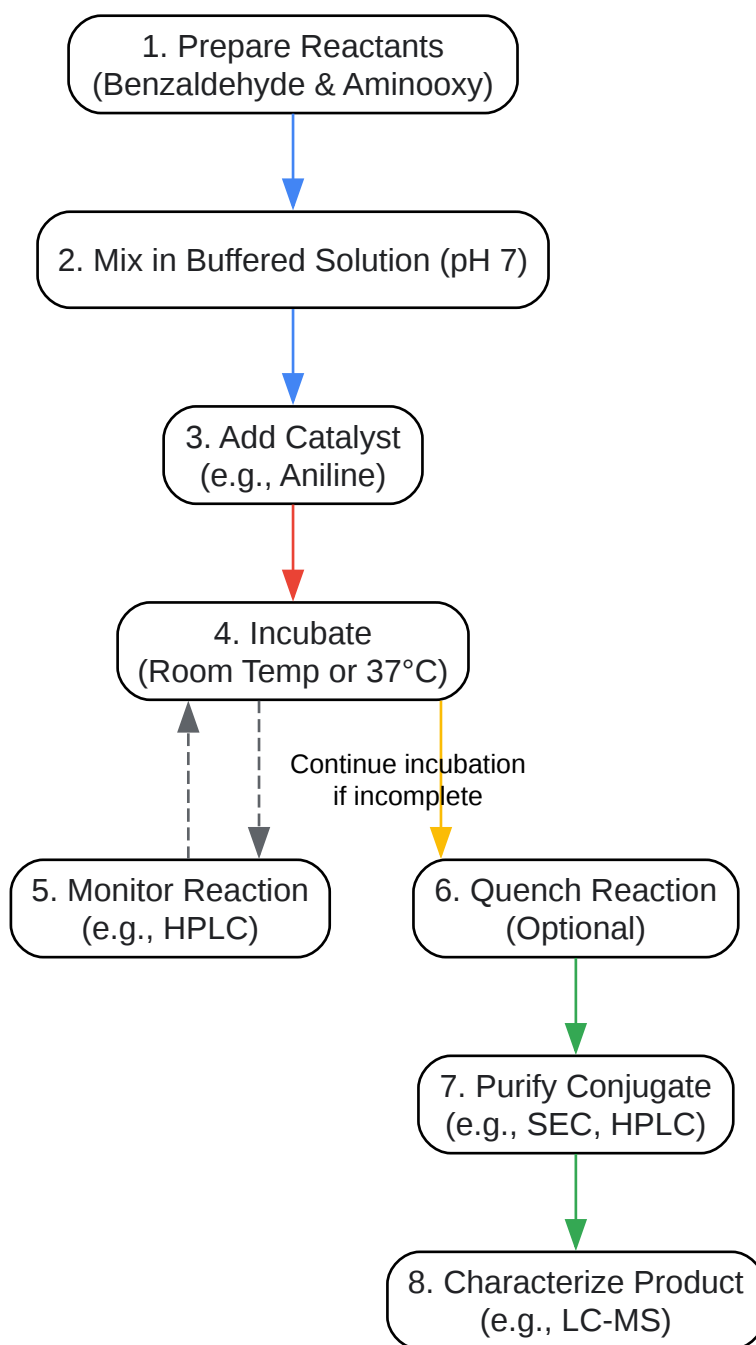 1. Prepare Reactants
(Benzaldehyde & Aminooxy)
2. Mix in Buffered Solution (pH 7)
3. Add Catalyst
(e.g., Aniline)
4. Incubate
(Room Temp or 37°C)
Continue incubation
if incomplete
5. Monitor Reaction
(e.g., HPLC)
6. Quench Reaction
(Optional)
7. Purify Conjugate
(e.g., SEC, HPLC)
8. Characterize Product
(e.g., LC-MS)